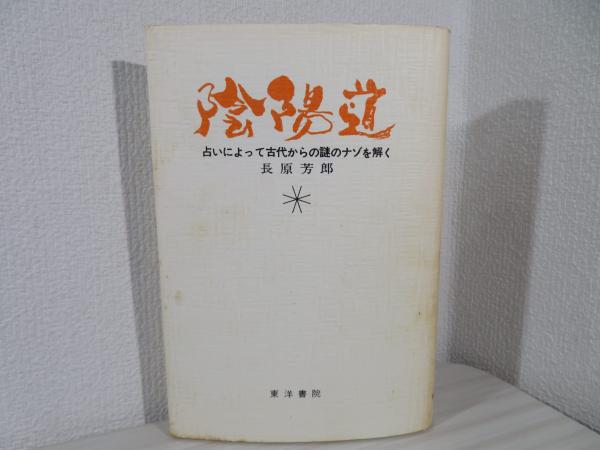 陰陽道
占いによって古代からの謎のナゾを解く
長原芳郎
東洋書院